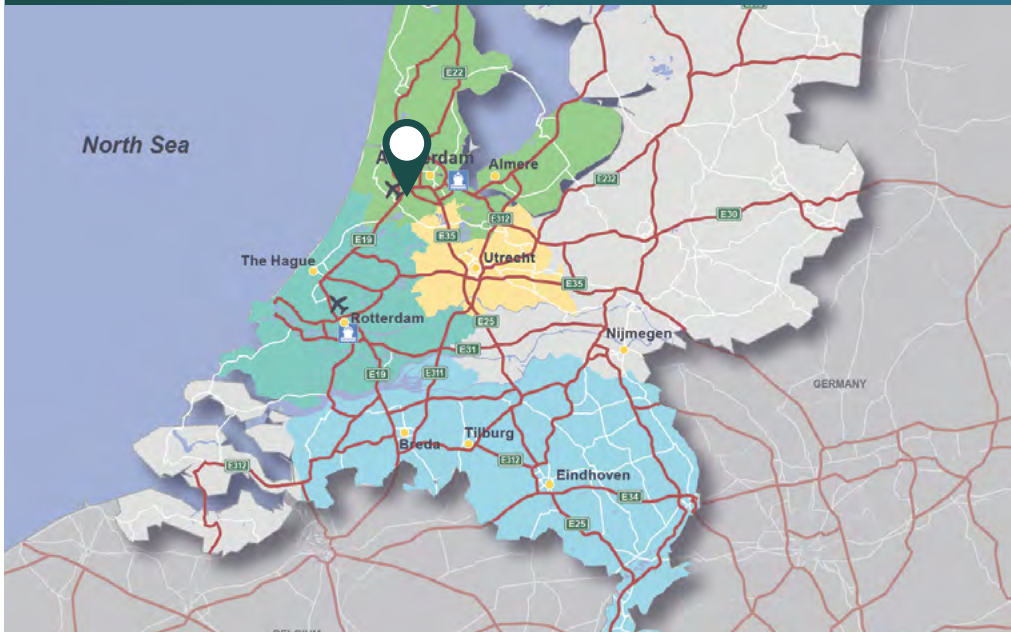 E22
North Sea
A erdam
Almere
E232
E312
E30
E19
E35
The Hague
Utrecht
E35
Rotterdam
E25
Nijmegen
E31
E19
E311
GERMANY
Breda
Tilburg
E312
E312
Eindhoven
E34
E25